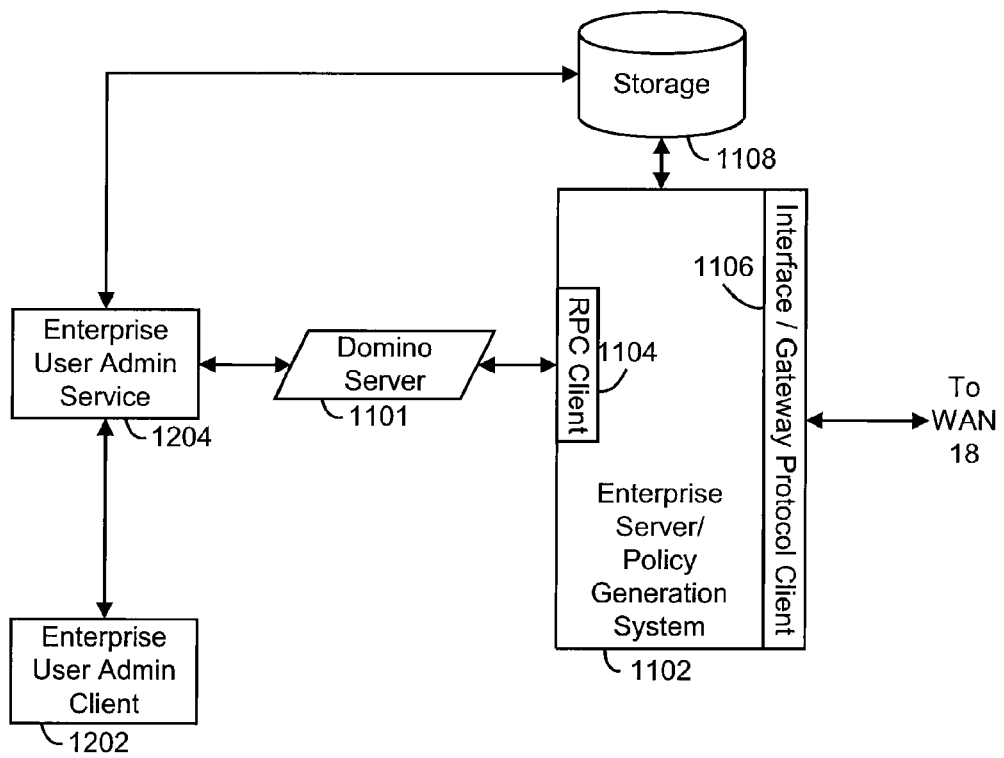 Storage
1108
Interface / Gateway Protocol Client
1106
RPC Client
1104
Enterprise
User Admin
Service
1204
Domino
Server
1101
To
WAN
18
Enterprise
Server/
Policy
Generation
System
1102
Enterprise
User Admin
Client
1202